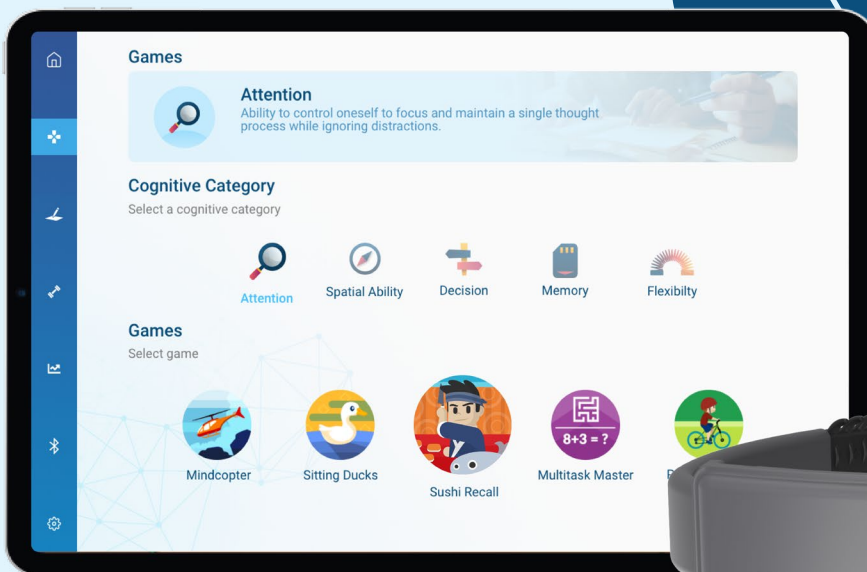 Games
Attention
Ability to control oneself to focus and maintain a single thought
process while ignoring distractions.
Cognitive Category
Select a cognitive category
Attention
Spatial Ability
Decision
Memory
Flexibilty
Games
Select game
8+3 = ?
Mindcopter
Sitting Ducks
Sushi Recall
Multitask Master